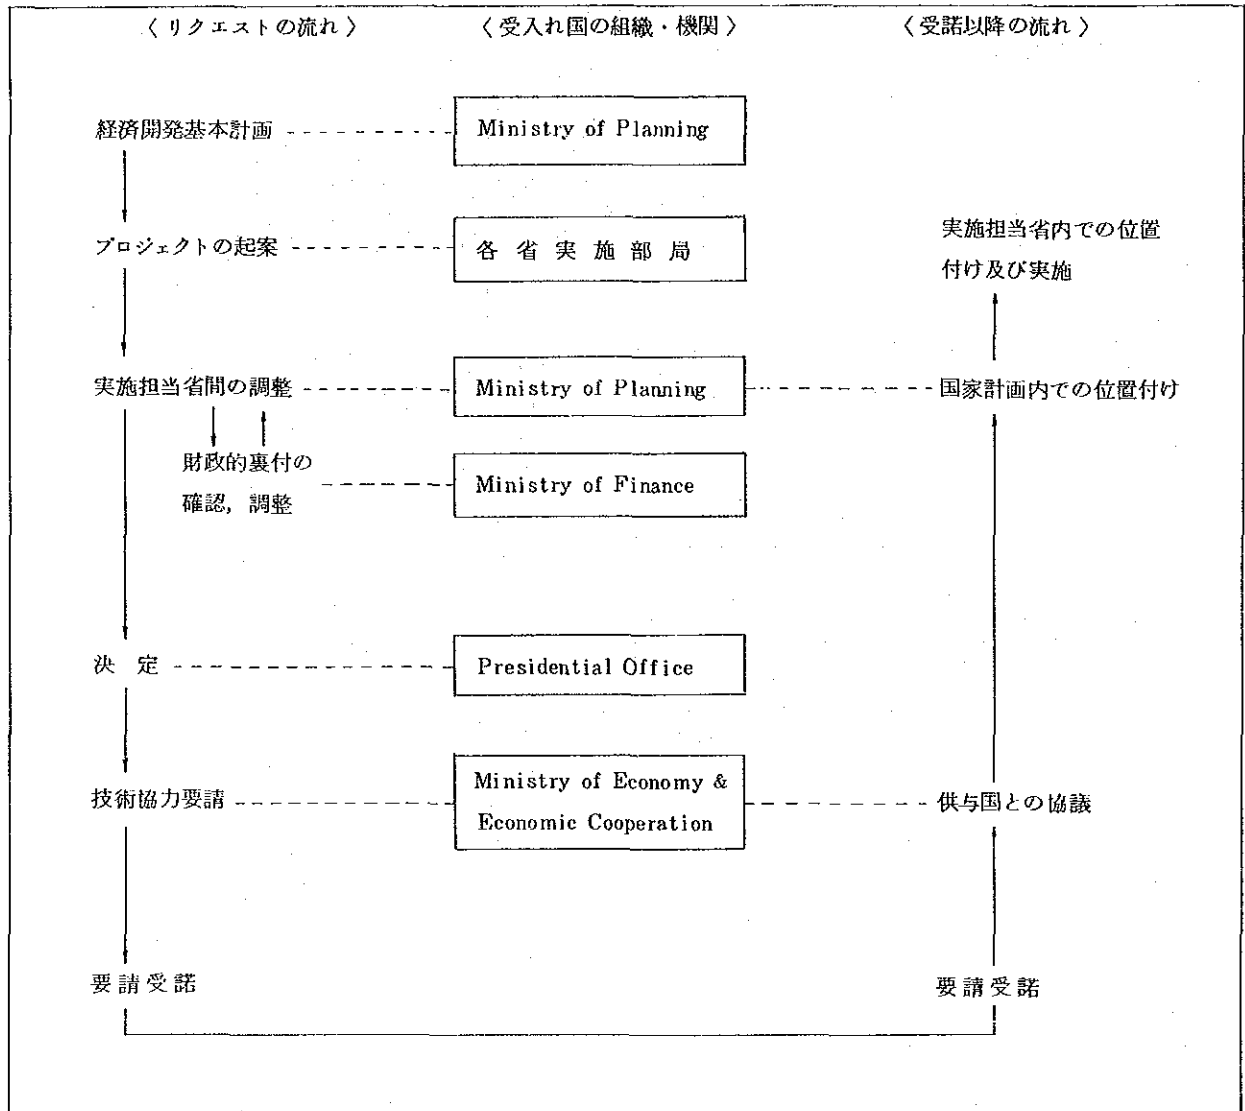 〈リクエストの流れ〉 〈受入れ国の組織・機関〉 〈受諾以降の流れ〉
経済開発基本計画 Ministry of Planning
プロジェクトの起案 各省実施部局
実施担当省内での位置
付け及び実施
実施担当省間の調整 Ministry of Planning 国家計画内での位置付け
財政的裏付の
確認，調整
Ministry of Finance
決定 Presidential Office
技術協力要請
Ministry of Economy &
Economic Cooperation
供与国との協議
要請受諾 要請受諾